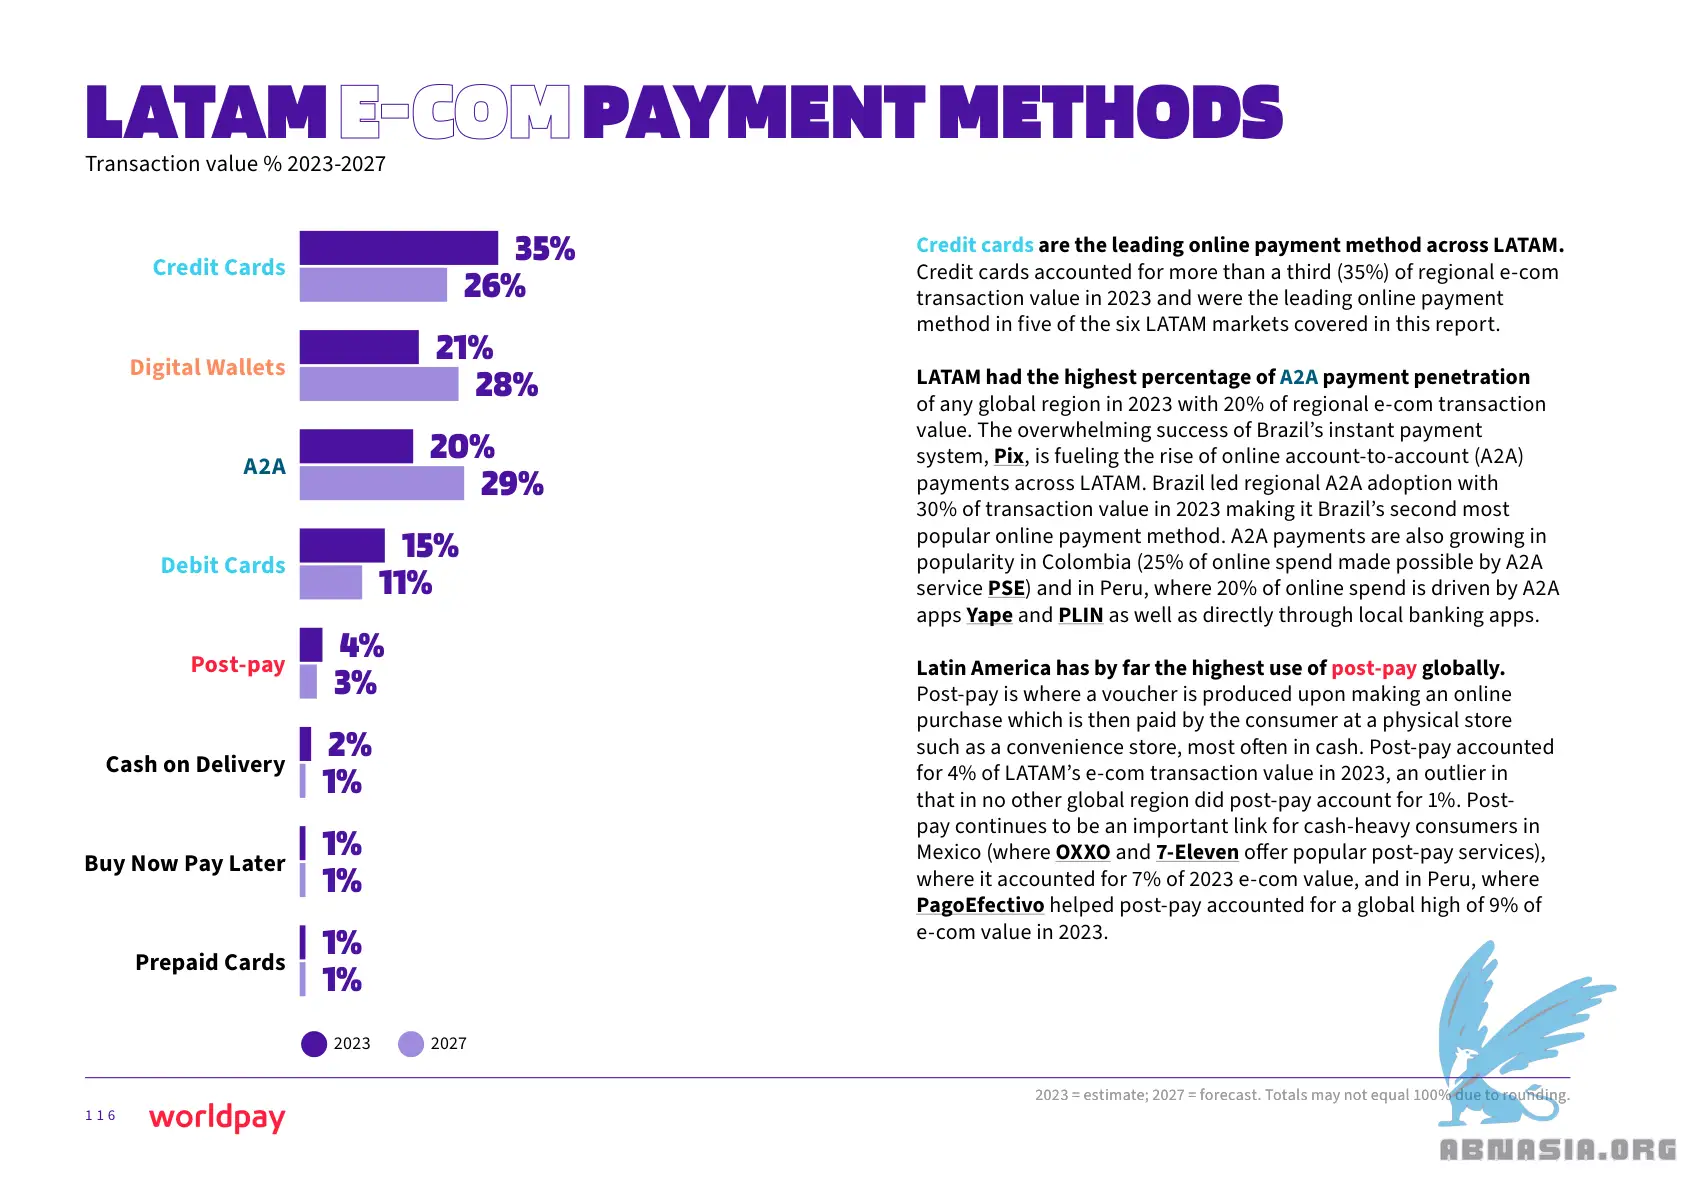 LATAM E-COM PAYMENT METHODS
Transaction value % 2023-2027
Credit Cards
35%
26%
Digital Wallets
21%
28%
A2A
20%
29%
Debit Cards
15%
11%
Post-pay
4%
3%
Cash on Delivery
2%
1%
Buy Now Pay Later
1%
1%
Prepaid Cards
1%
1%
2023
2027
Credit cards are the leading online payment method across LATAM.
Credit cards accounted for more than a third (35%) of regional e-com
transaction value in 2023 and were the leading online payment
method in five of the six LATAM markets covered in this report.
LATAM had the highest percentage of A2A payment penetration
of any global region in 2023 with 20% of regional e-com transaction
value. The overwhelming success of Brazil’s instant payment
system, Pix, is fueling the rise of online account-to-account (A2A)
payments across LATAM. Brazil led regional A2A adoption with
30% of transaction value in 2023 making it Brazil’s second most
popular online payment method. A2A payments are also growing in
popularity in Colombia (25% of online spend made possible by A2A
service PSE) and in Peru, where 20% of online spend is driven by A2A
apps Yape and PLIN as well as directly through local banking apps.
Latin America has by far the highest use of post-pay globally.
Post-pay is where a voucher is produced upon making an online
purchase which is then paid by the consumer at a physical store
such as a convenience store, most often in cash. Post-pay accounted
for 4% of LATAM’s e-com transaction value in 2023, an outlier in
that in no other global region did post-pay account for 1%. Post-
pay continues to be an important link for cash-heavy consumers in
Mexico (where OXXO and 7-Eleven offer popular post-pay services),
where it accounted for 7% of 2023 e-com value, and in Peru, where
PagoEfectivo helped post-pay accounted for a global high of 9% of
e-com value in 2023.
2023 = estimate; 2027 = forecast. Totals may not equal 100% due to rounding.
116
worldpay
ABNASIA.ORG